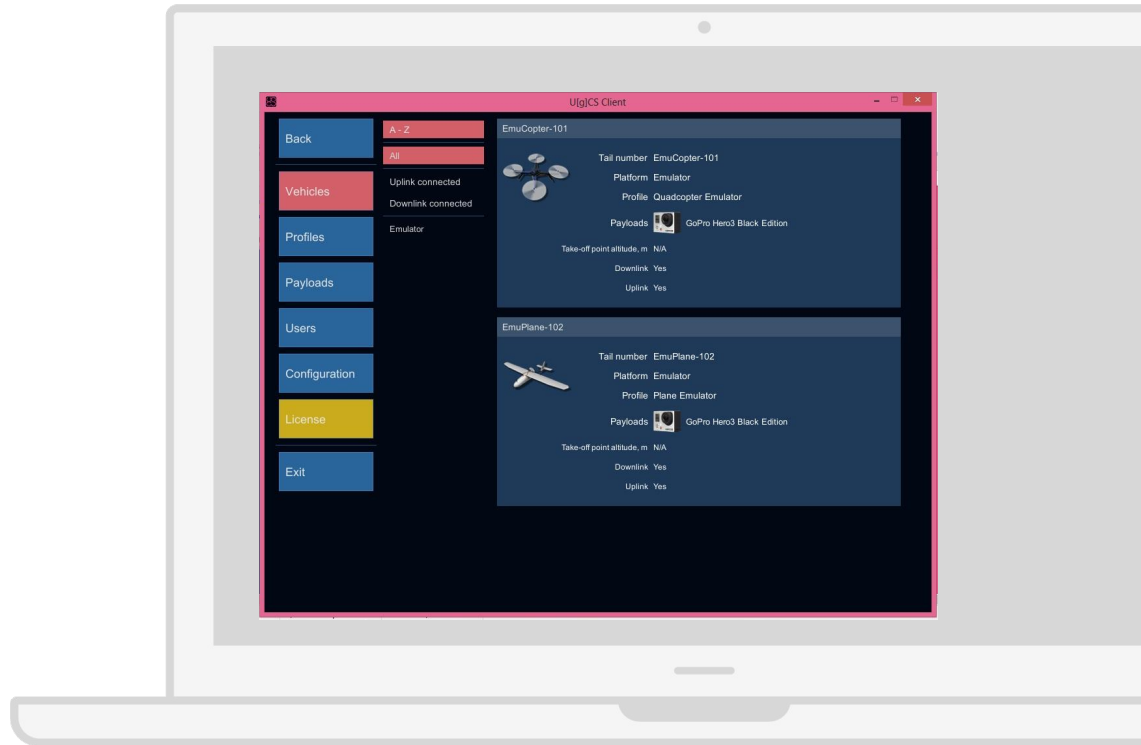 U[g]CS Client
Back
Vehicles
Profiles
Payloads
Users
Configuration
License
Exit
A - Z
All
Uplink connected
Downlink connected
Emulator
EmuCopter-101
Tail number EmuCopter-101
Platform Emulator
Profile Quadcopter Emulator
Payloads GoPro Hero3 Black Edition
Take-off point altitude, m N/A
Downlink Yes
Uplink Yes
EmuPlane-102
Tail number EmuPlane-102
Platform Emulator
Profile Plane Emulator
Payloads GoPro Hero3 Black Edition
Take-off point altitude, m N/A
Downlink Yes
Uplink Yes